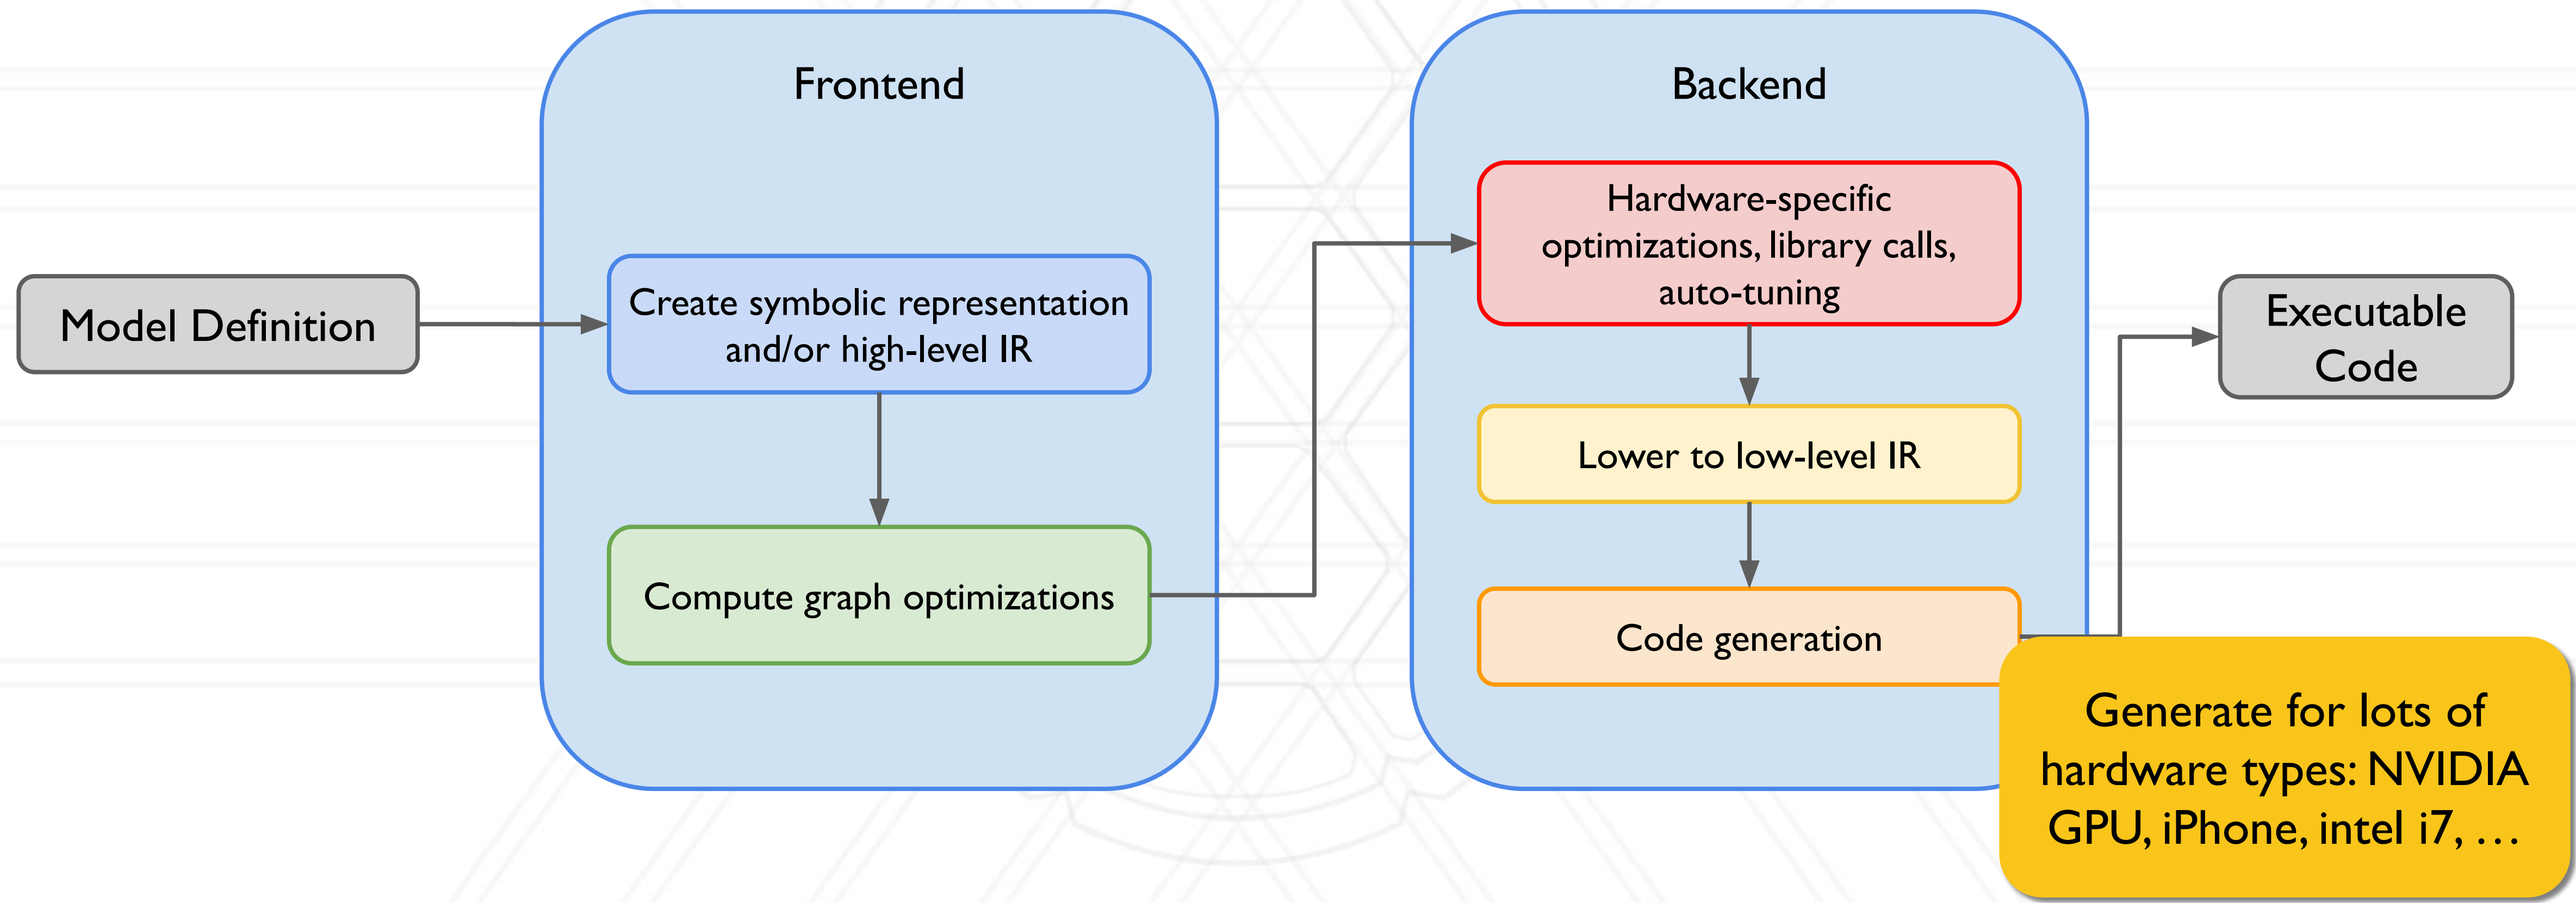 Frontend
Backend
Model Definition
Create symbolic representation
and/or high-level IR
Compute graph optimizations
Hardware-specific
optimizations, library calls,
auto-tuning
Lower to low-level IR
Code generation
Executable
Code
Generate for lots of
hardware types: NVIDIA
GPU, iPhone, intel i7, …